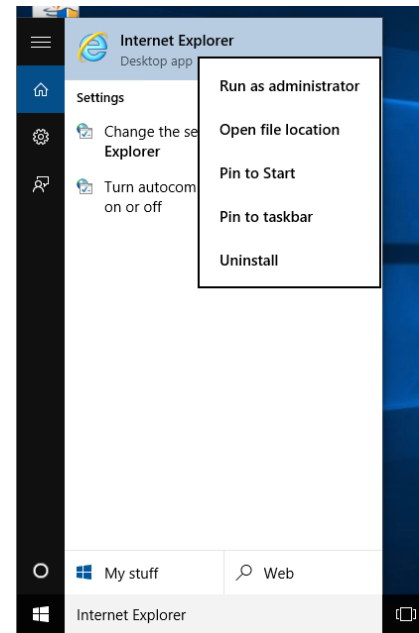 Internet Explorer
Desktop app
Run as administrator
Settings
Change the se
Explorer
Open file location
Pin to Start
Turn autocom
on or off
Pin to taskbar
Uninstall
My stuff
Web
Internet Explorer